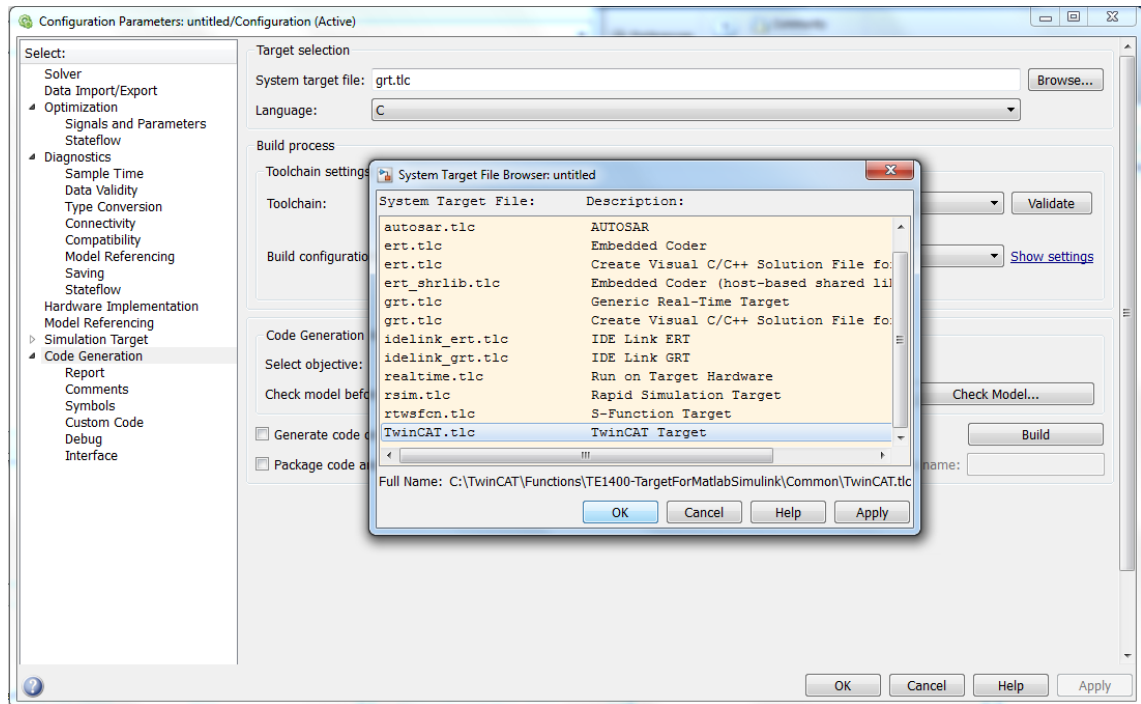 Configuration Parameters: untitled/Configuration (Active)
Select:
Solver
Data Import/Export
Optimization
Signals and Parameters
Stateflow
Diagnostics
Sample Time
Data Validity
Type Conversion
Connectivity
Compatibility
Model Referencing
Saving
Stateflow
Hardware Implementation
Model Referencing
Simulation Target
Code Generation
Report
Comments
Symbols
Custom Code
Debug
Interface
Target selection
System target file: grt.tlc Browse...
Language: C
Build process
Toolchain settings
Toolchain: Validate
Build configuratio Show settings
Code Generation
Select objective:
Check model befo Check Model...
Generate code o Build
Package code a name:
System Target File Browser: untitled
System Target File: Description:
autosar.tlc AUTOSAR
ert.tlc Embedded Coder
ert.tlc Create Visual C/C++ Solution File fo
ert_shrlib.tlc Embedded Coder (host-based shared li
grt.tlc Generic Real-Time Target
grt.tlc Create Visual C/C++ Solution File fo
idelink_ert.tlc IDE Link ERT
idelink_grt.tlc IDE Link GRT
realtime.tlc Run on Target Hardware
rsim.tlc Rapid Simulation Target
rtwsfcn.tlc S-Function Target
TwinCAT.tlc TwinCAT Target
Full Name: C:\TwinCAT\Functions\TE1400-TargetForMatlabSimulink\Common\TwinCAT.tlc
OK Cancel Help Apply
OK Cancel Help Apply